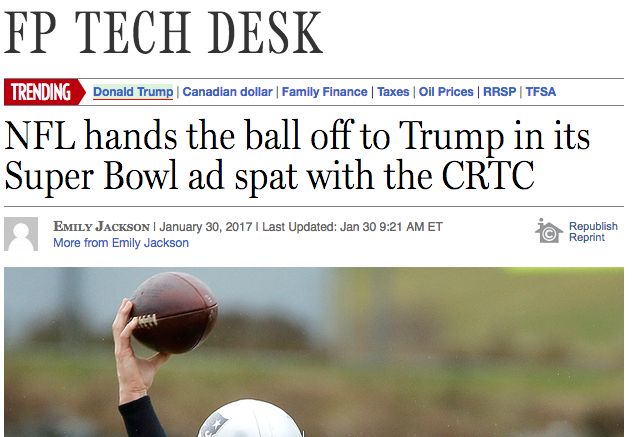 FP TECH DESK
TRENDING Donald Trump | Canadian dollar | Family Finance | Taxes | Oil Prices | RRSP | TFSA
NFL hands the ball off to Trump in its
Super Bowl ad spat with the CRTC
EMILY JACKSON | January 30, 2017 | Last Updated: Jan 30 9:21 AM ET
More from Emily Jackson
Republish
Reprint